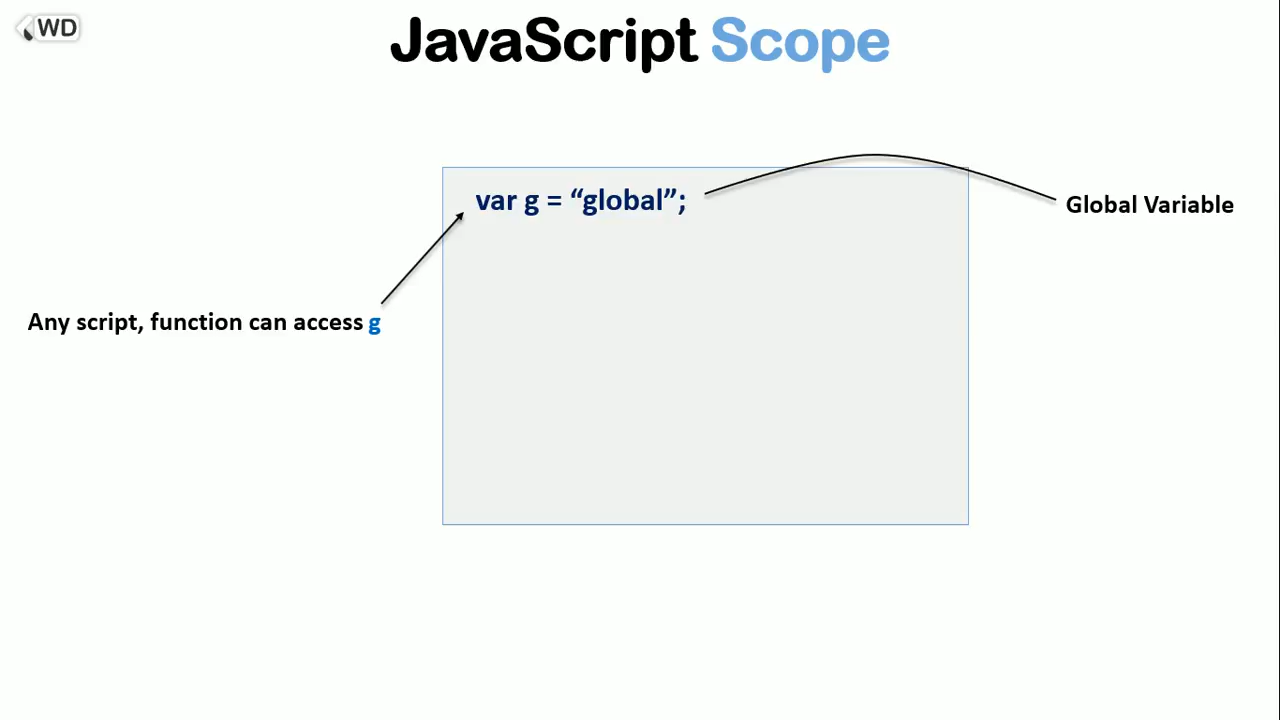 WD
JavaScript Scope
var g = “global”;
Global Variable
Any script, function can access g